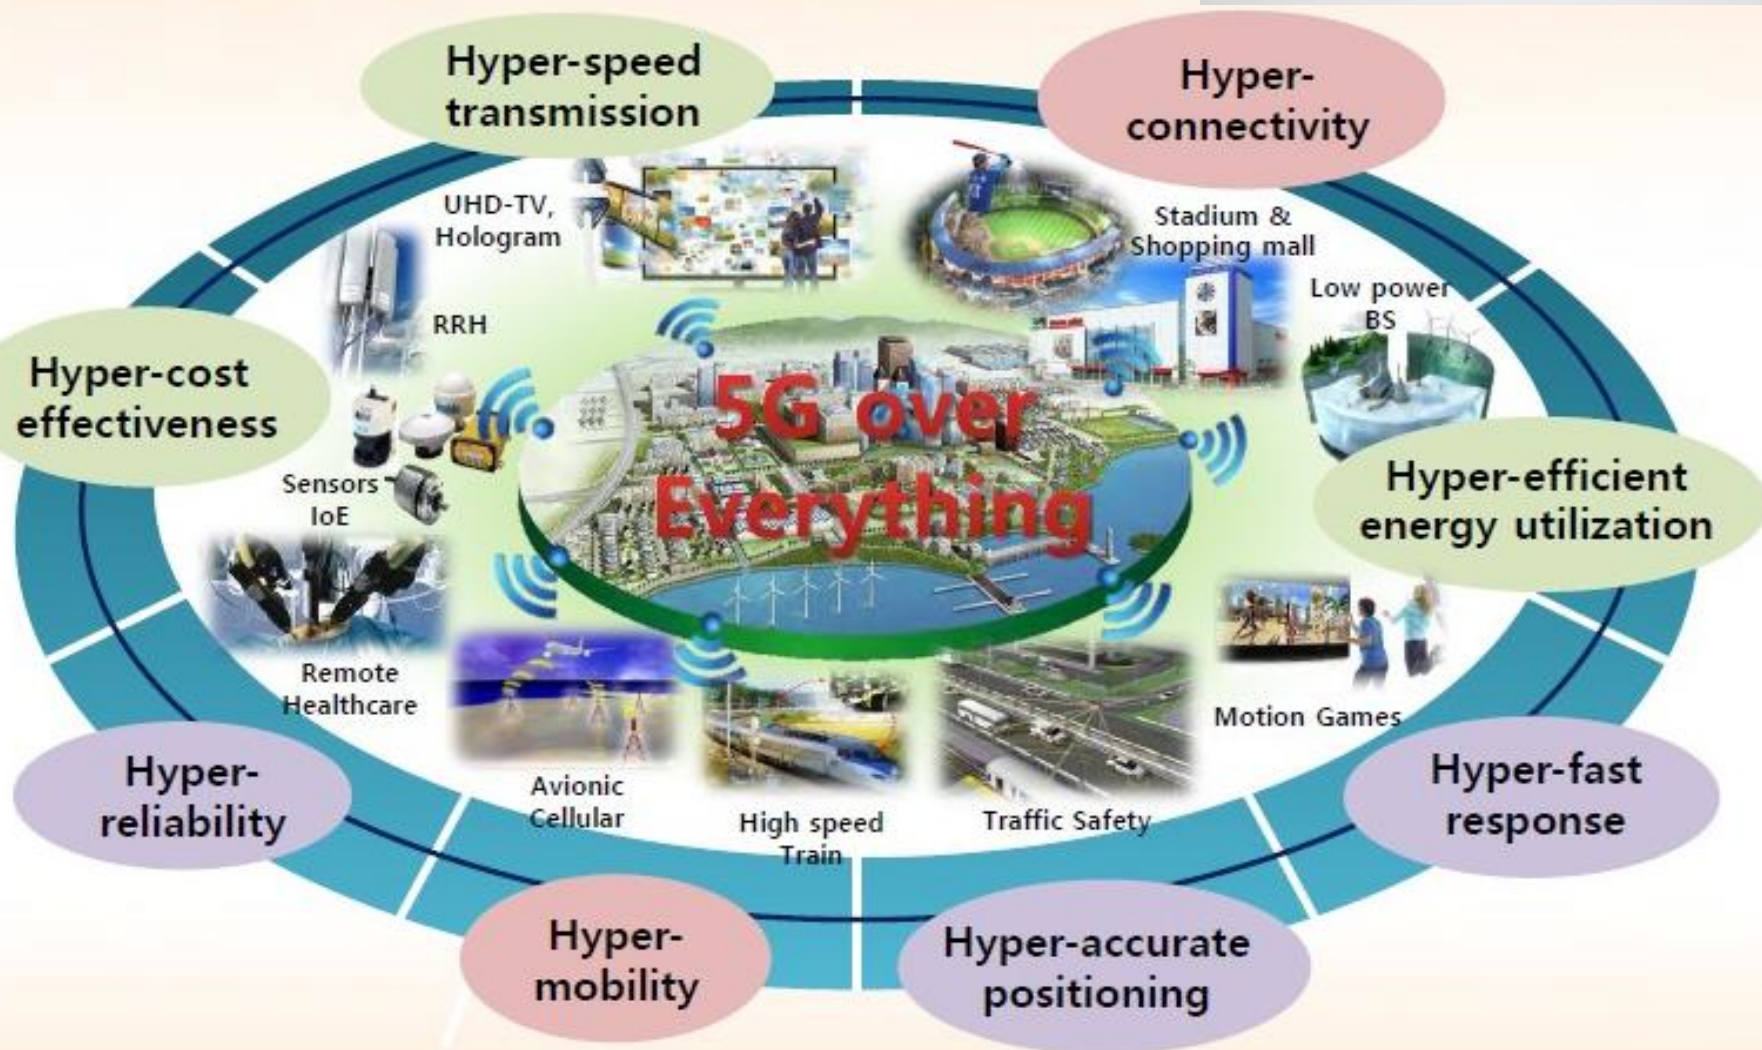 Hyper-speed
transmission
Hyper-
connectivity
UHD-TV,
Hologram
Stadium &
Shopping mall
Low power
BS
RRH
Hyper-cost
effectiveness
5G over
Everything
Hyper-efficient
energy utilization
Sensors
IoE
Remote
Healthcare
Motion Games
Avionic
Cellular
High speed
Train
Traffic Safety
Hyper-
reliability
Hyper-fast
response
Hyper-
mobility
Hyper-accurate
positioning